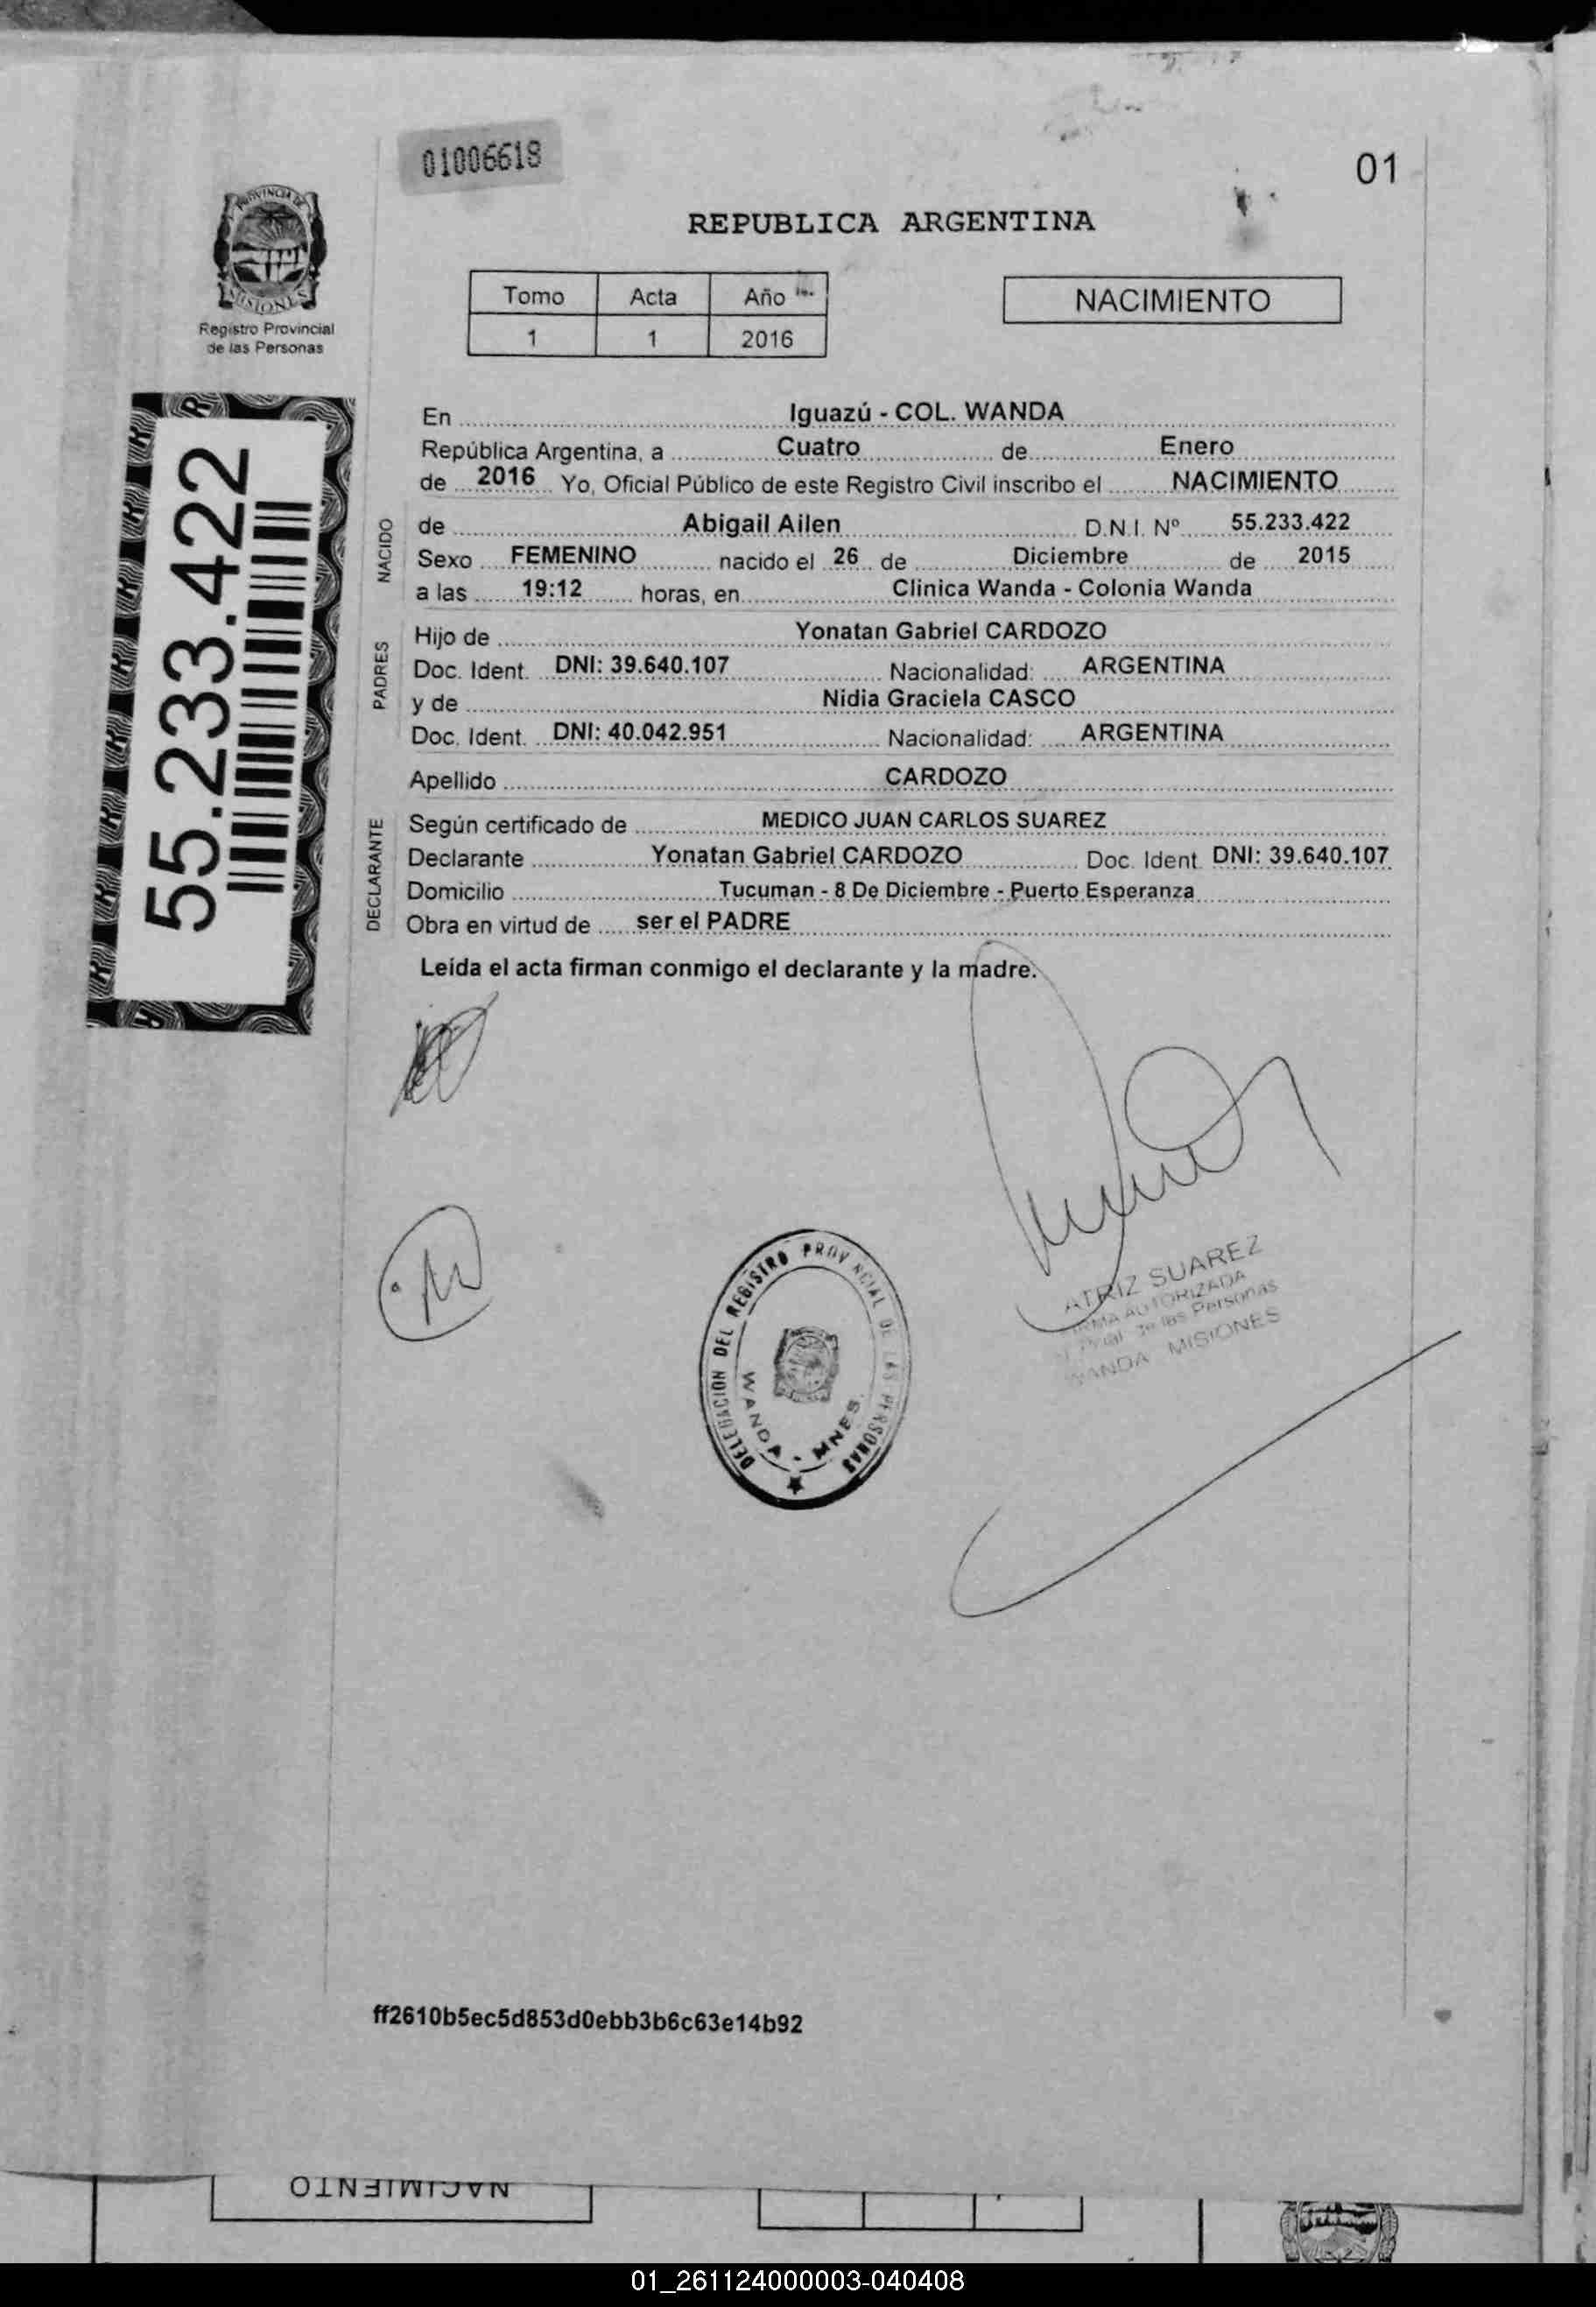 01006618
01
PROVINCIA DE
MISIONES
Registro Provincial
de las Personas
REPUBLICA ARGENTINA
Tomo Acta Año
1 1 2016
NACIMIENTO
55.233.422
En Iguazú - COL. WANDA
República Argentina, a Cuatro de Enero
de 2016 Yo, Oficial Público de este Registro Civil inscribo el NACIMIENTO
NACIDO
de Abigail Ailen D.N.I. Nº 55.233.422
Sexo FEMENINO nacido el 26 de Diciembre de 2015
a las 19:12 horas, en Clinica Wanda - Colonia Wanda
PADRES
Hijo de Yonatan Gabriel CARDOZO
Doc. Ident. DNI: 39.640.107 Nacionalidad: ARGENTINA
y de Nidia Graciela CASCO
Doc. Ident. DNI: 40.042.951 Nacionalidad: ARGENTINA
Apellido CARDOZO
DECLARANTE
Según certificado de MEDICO JUAN CARLOS SUAREZ
Declarante Yonatan Gabriel CARDOZO Doc. Ident. DNI: 39.640.107
Domicilio Tucuman - 8 De Diciembre - Puerto Esperanza
Obra en virtud de ser el PADRE
Leída el acta firman conmigo el declarante y la madre.
DELEGACION DEL REGISTRO PROVINCIAL DE LAS PERSONAS
WANDA - MNES.
ATRIZ SUAREZ
AUTORIZADA
de las Personas
WANDA MISIONES
ff2610b5ec5d853d0ebb3b6c63e14b92
NACIMIENTO
01_261124000003-040408